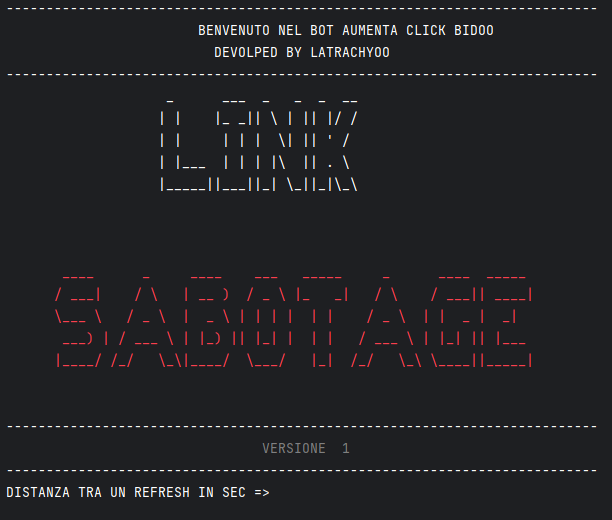 BENVENUTO NEL BOT AUMENTA CLICK BIDOO
DEVOLPED BY LATRACHYOO
LINK
SABOTAGE
VERSIONE 1
DISTANZA TRA UN REFRESH IN SEC =>